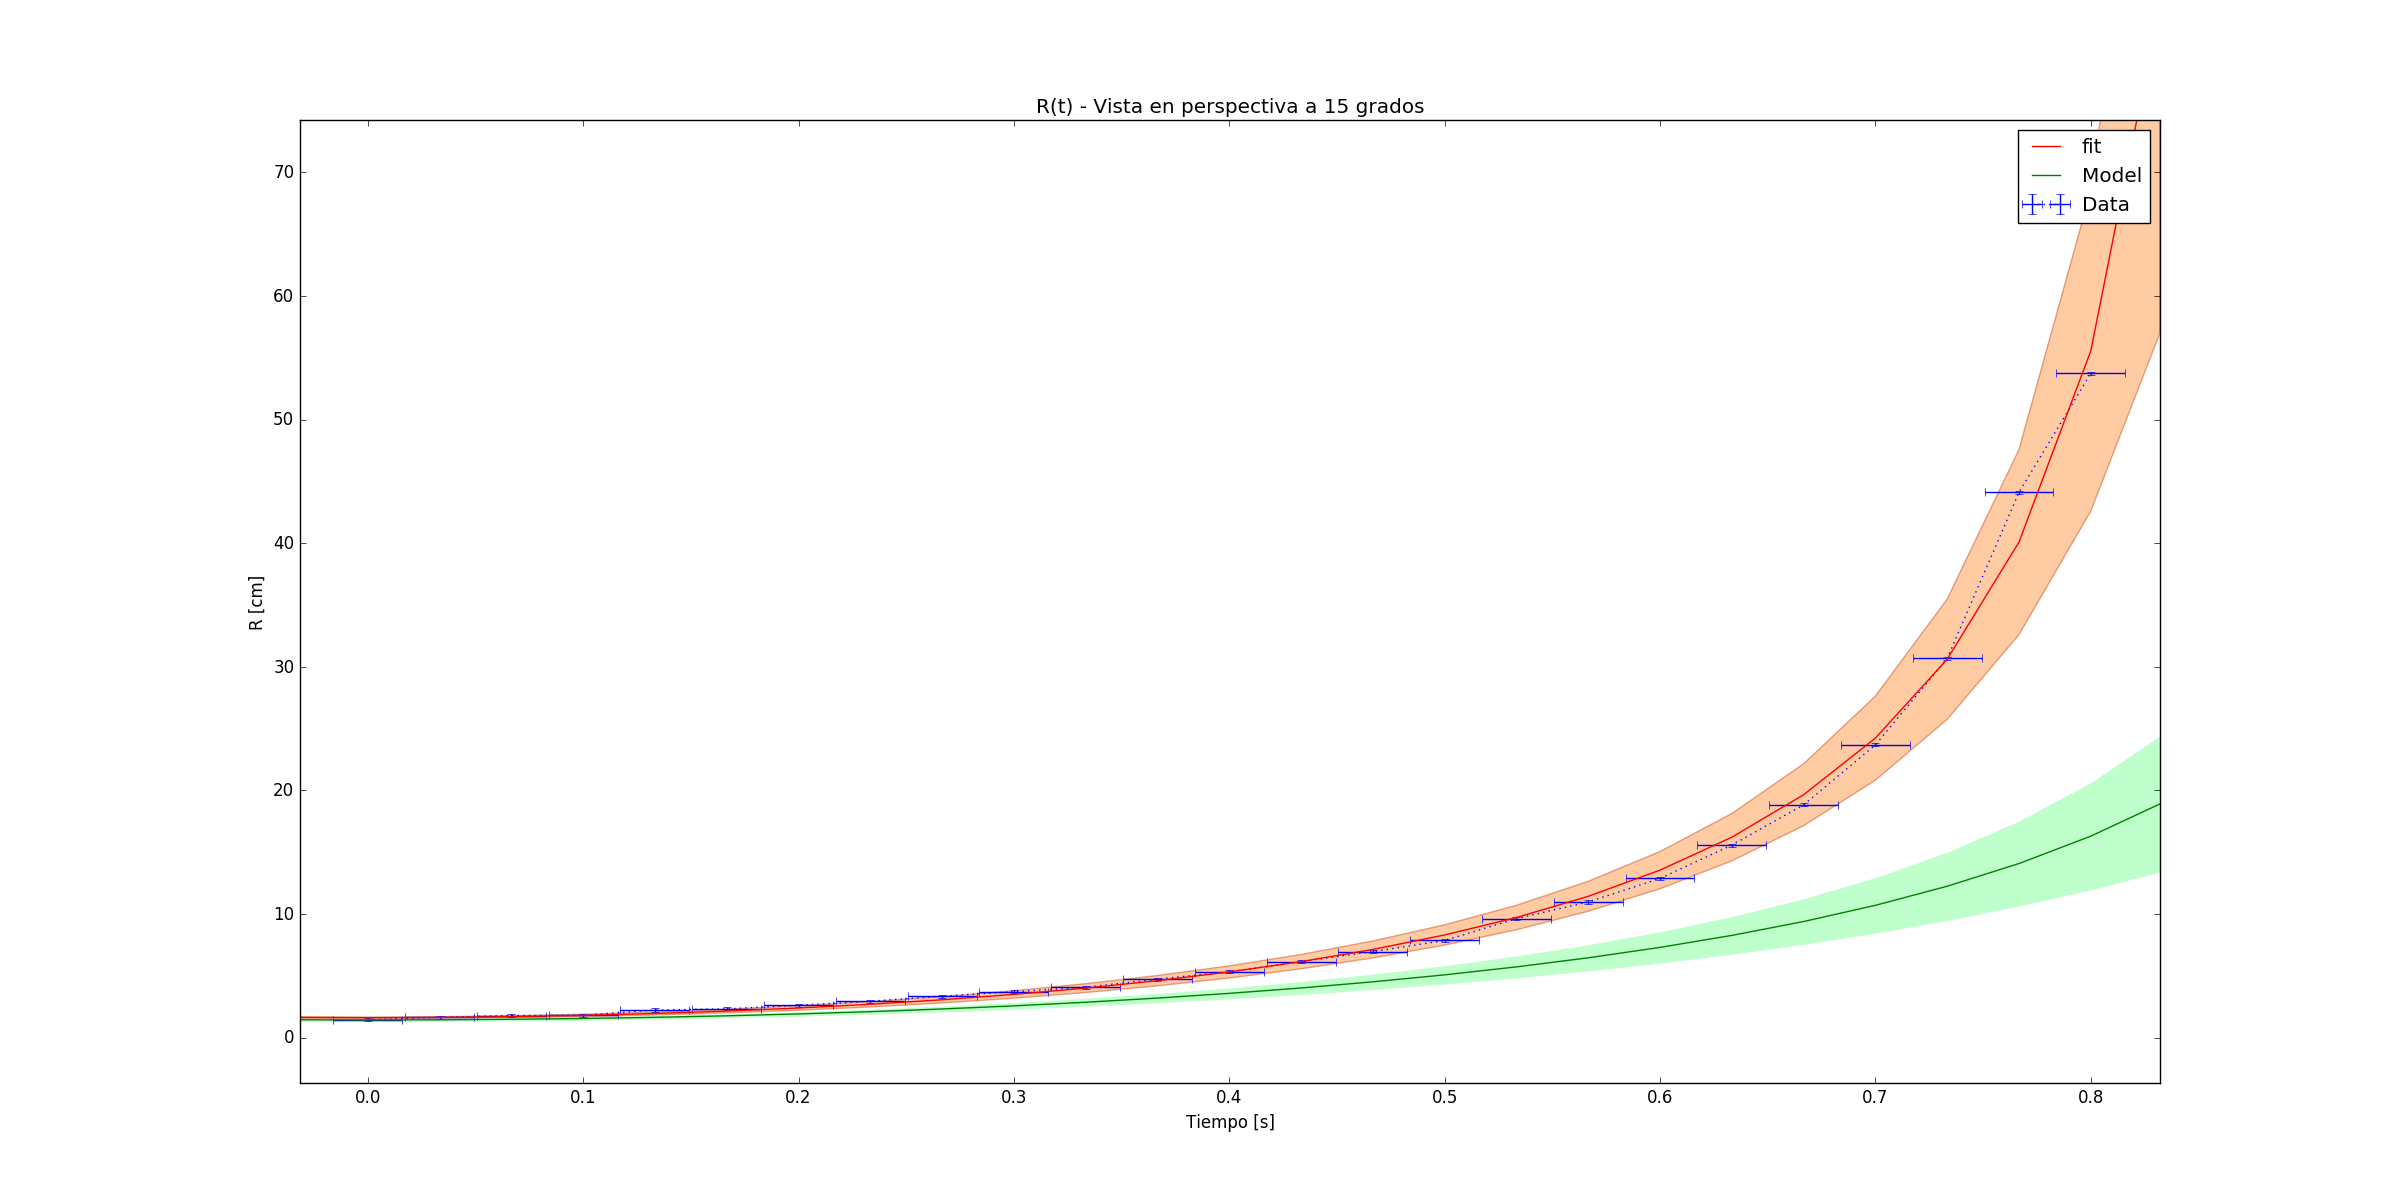 R(t) - Vista en perspectiva a 15 grados
fit
Model
Data
70
60
50
40
30
20
10
0
R [cm]
0.0 0.1 0.2 0.3 0.4 0.5 0.6 0.7 0.8
Tiempo [s]